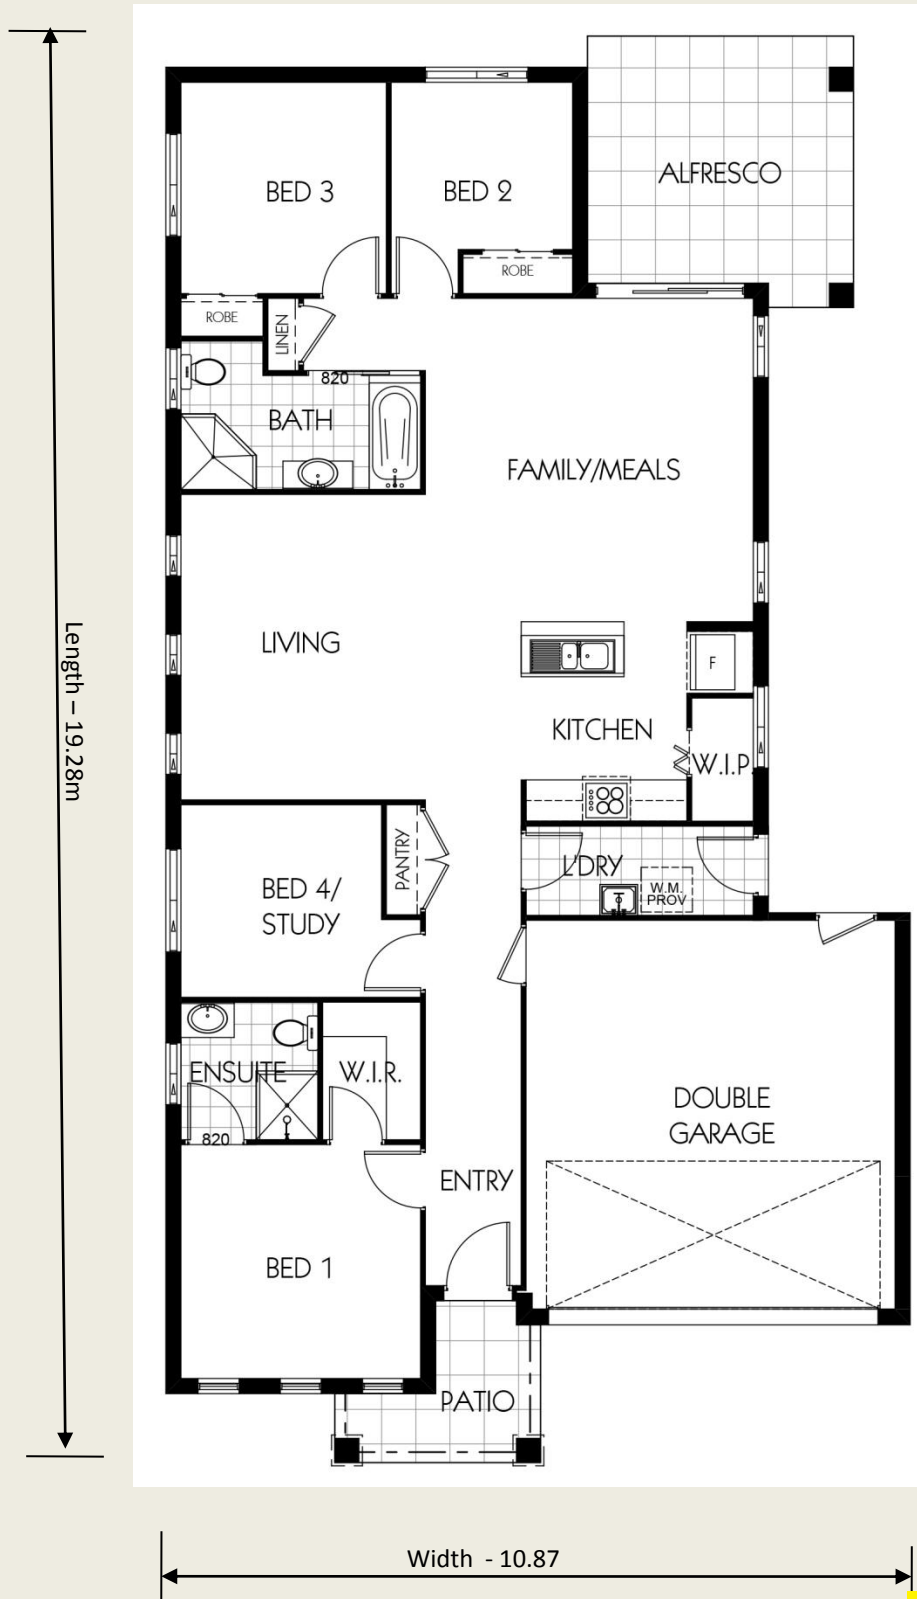 ALFRESCO
BED 3
BED 2
ROBE
ROBE
LINEN
820
BATH
FAMILY/MEALS
LIVING
F
KITCHEN
W.I.P
PANTRY
L'DRY
W.M.
PROV
BED 4/
STUDY
ENSUITE
W.I.R.
820
DOUBLE
GARAGE
ENTRY
BED 1
PATIO
Length – 19.28m
Width - 10.87